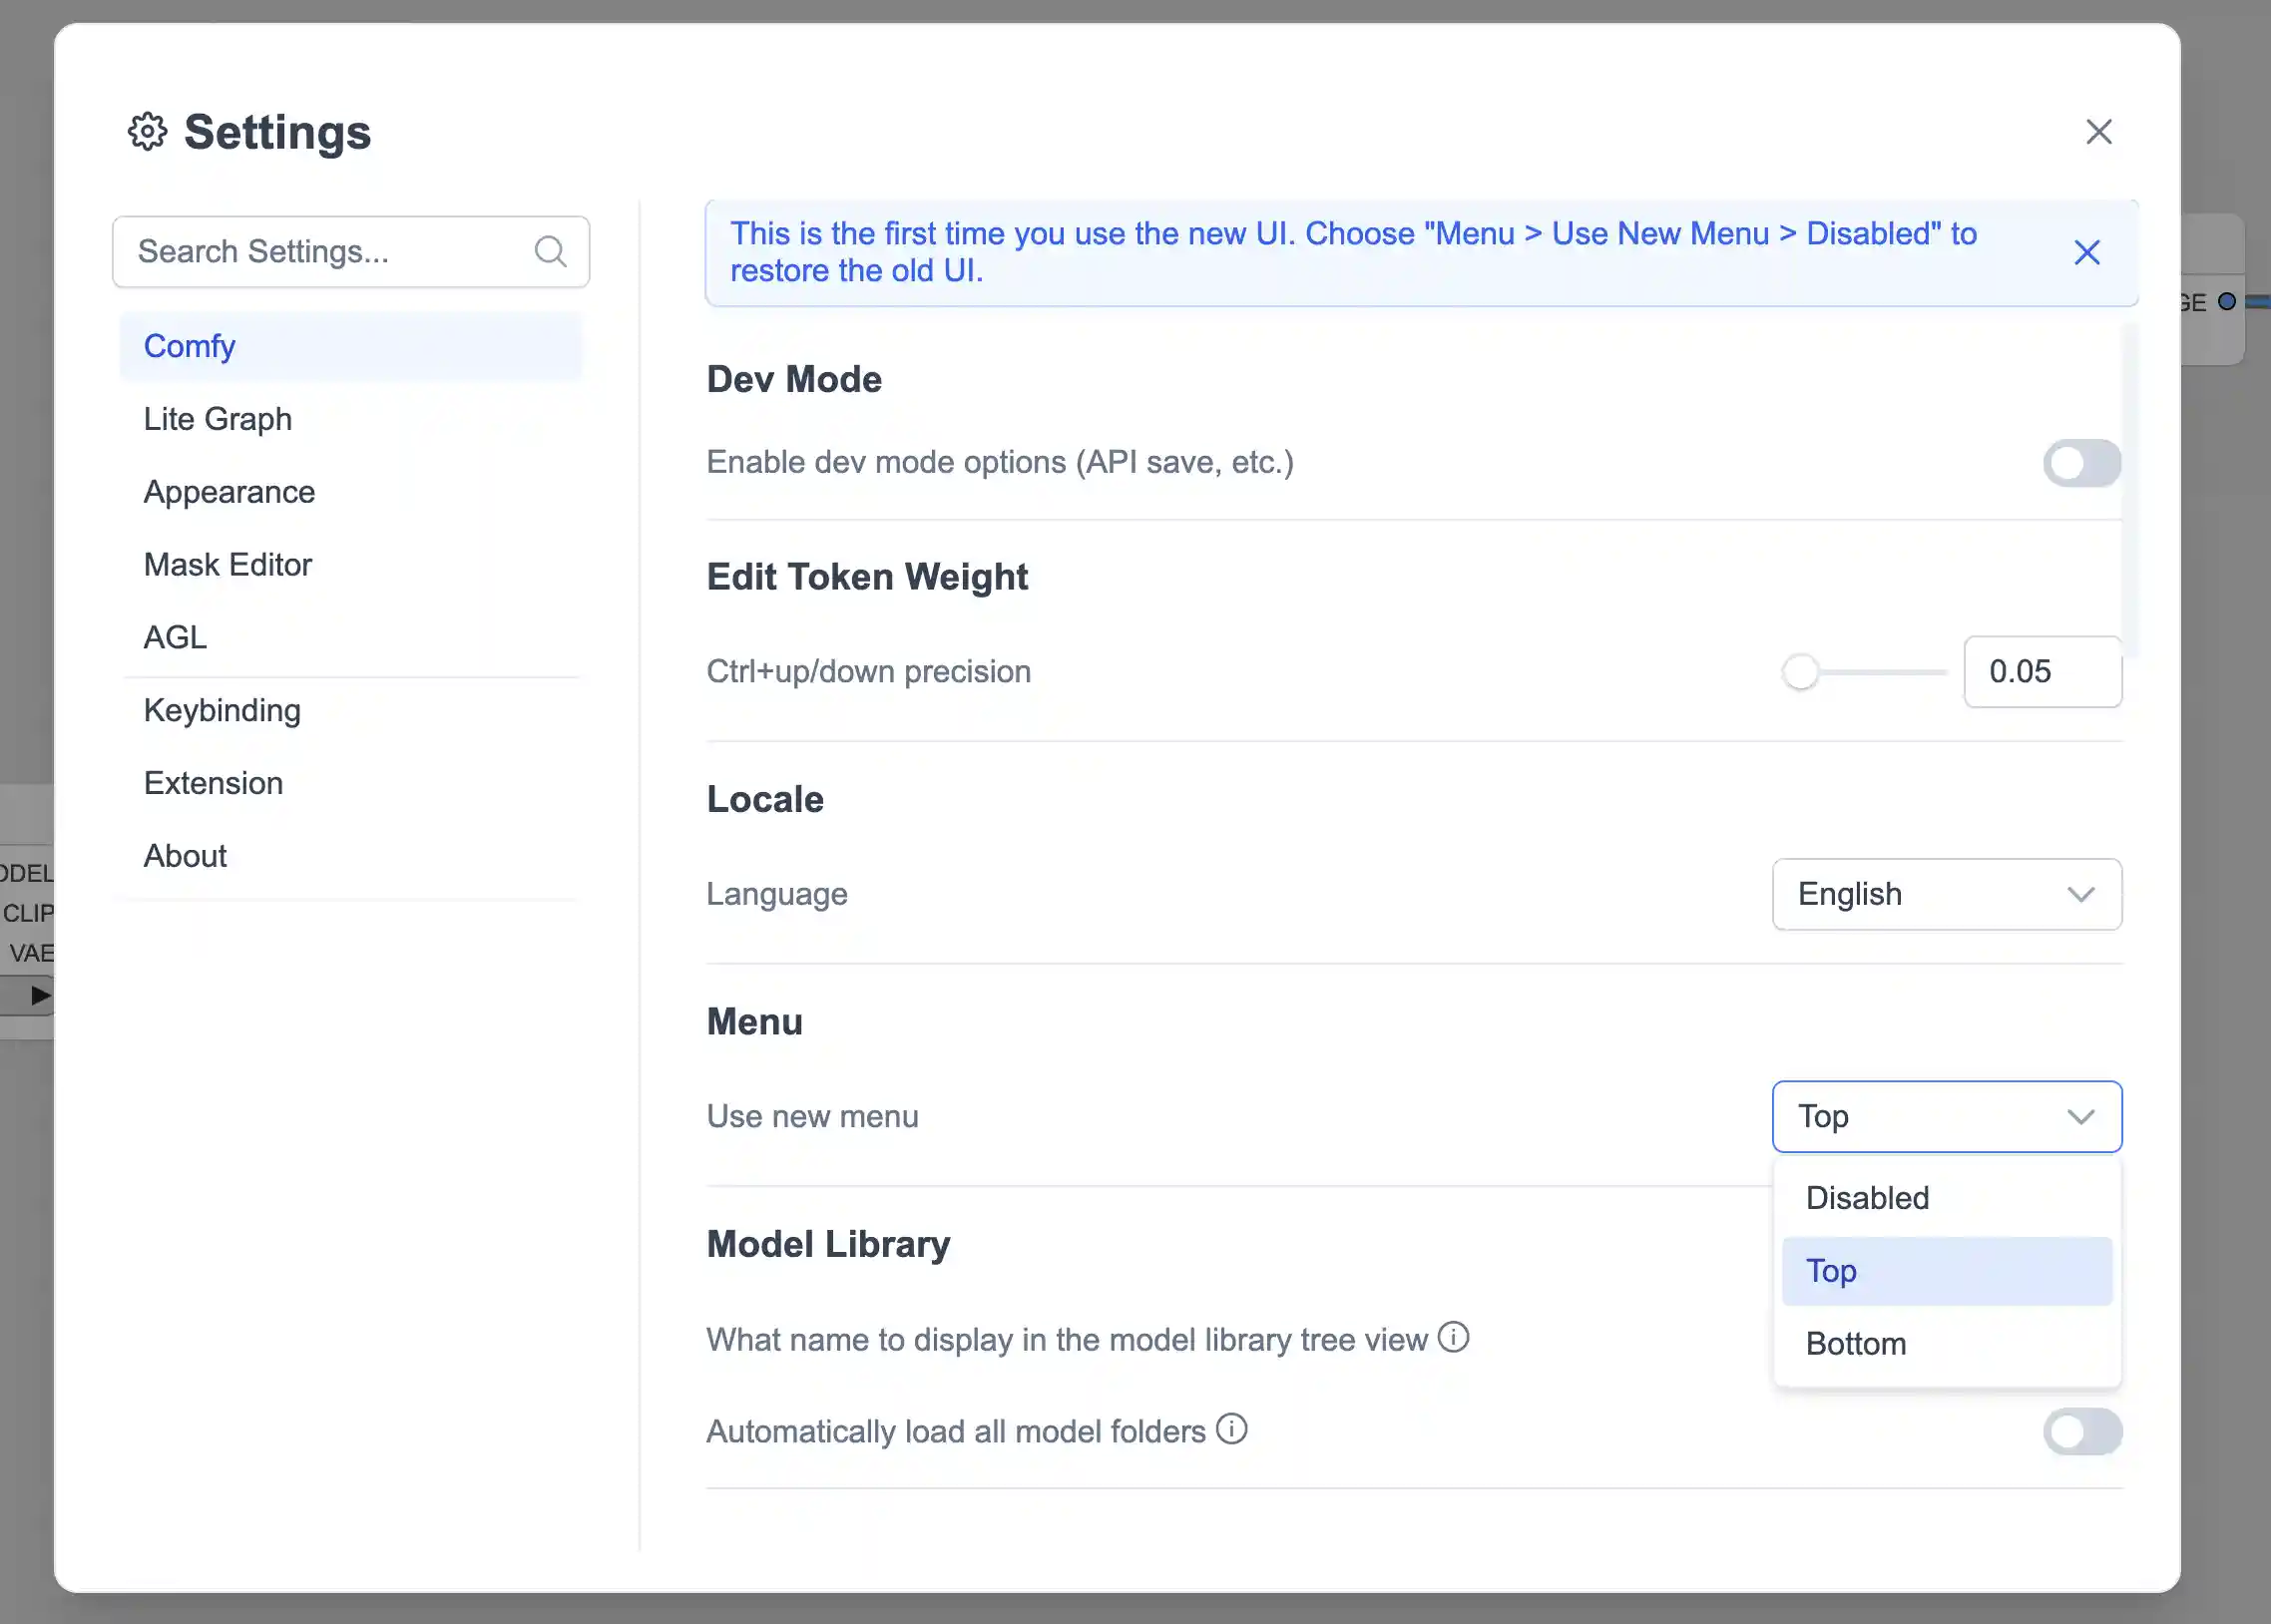 Settings
Search Settings...
Comfy
Lite Graph
Appearance
Mask Editor
AGL
Keybinding
Extension
About
This is the first time you use the new UI. Choose "Menu > Use New Menu > Disabled" to
restore the old UI.
Dev Mode
Enable dev mode options (API save, etc.)
Edit Token Weight
Ctrl+up/down precision
0.05
Locale
Language
English
Menu
Use new menu
Top
Disabled
Top
Bottom
Model Library
What name to display in the model library tree view
Automatically load all model folders
CLIP
VAE